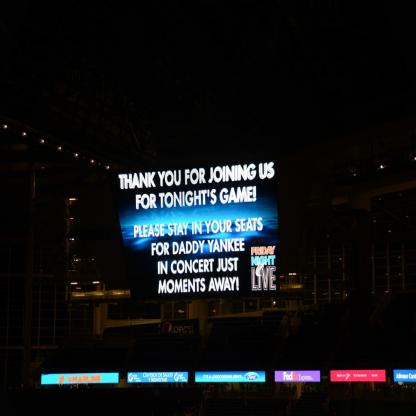 THANK YOU FOR JOINING US
FOR TONIGHT'S GAME!
PLEASE STAY IN YOUR SEATS
FOR DADDY YANKEE
IN CONCERT JUST
MOMENTS AWAY!
FRIDAY
NIGHT
LIVE
PEPSI
FedEx